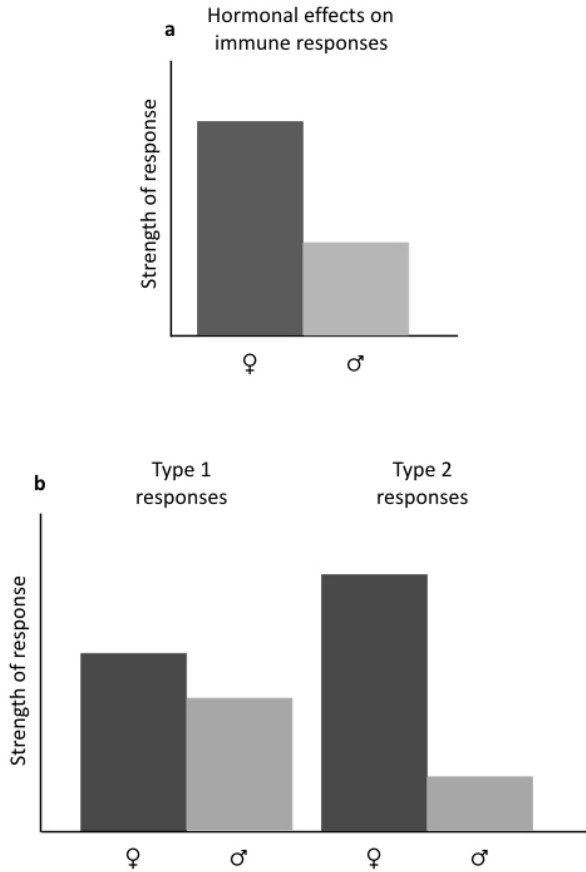 Hormonal effects on
a
immune responses
Strength of response
♀ ♂
Type 1 Type 2
b
responses responses
Strength of response
♀ ♂ ♀ ♂